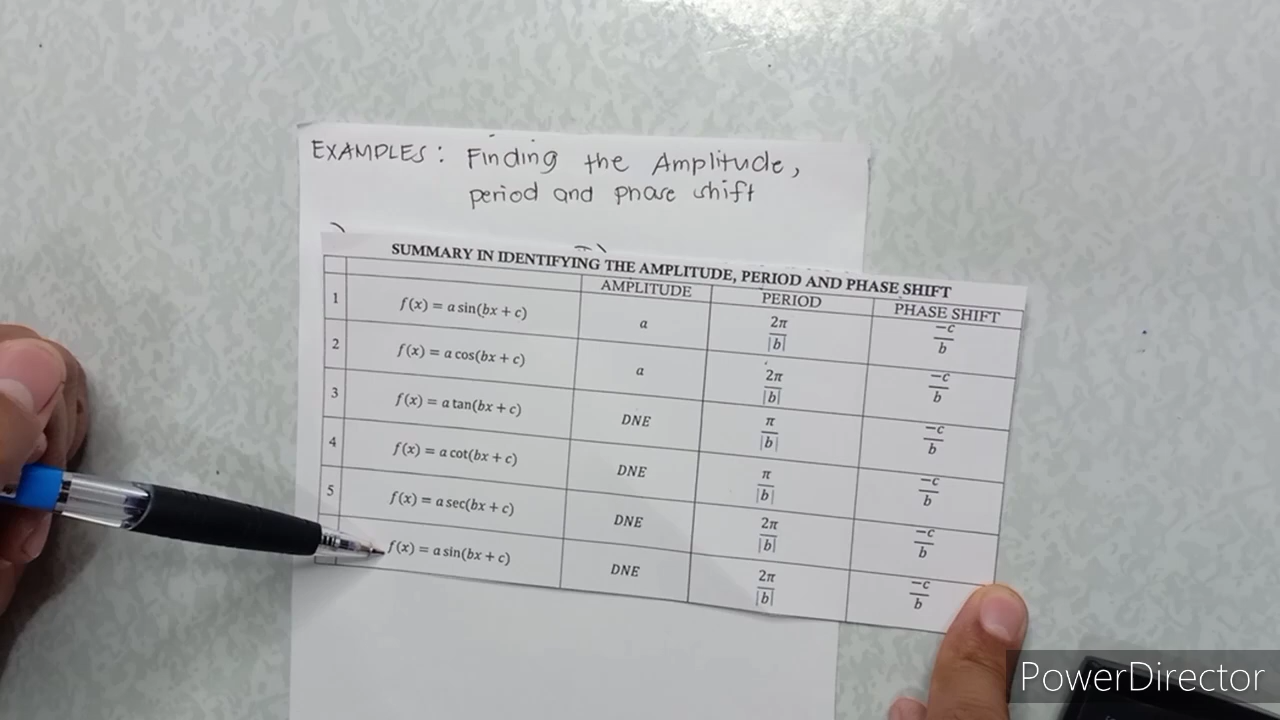 EXAMPLES: Finding the Amplitude,
period and phase shift
SUMMARY IN IDENTIFYING THE AMPLITUDE, PERIOD AND PHASE SHIFT
AMPLITUDE PERIOD PHASE SHIFT
1 f(x) = a sin(bx + c) a 2π/|b| −c/b
2 f(x) = a cos(bx + c) a 2π/|b| −c/b
3 f(x) = a tan(bx + c) DNE π/|b| −c/b
4 f(x) = a cot(bx + c) DNE π/|b| −c/b
5 f(x) = a sec(bx + c) DNE 2π/|b| −c/b
f(x) = a sin(bx + c) DNE 2π/|b| −c/b
PowerDirector